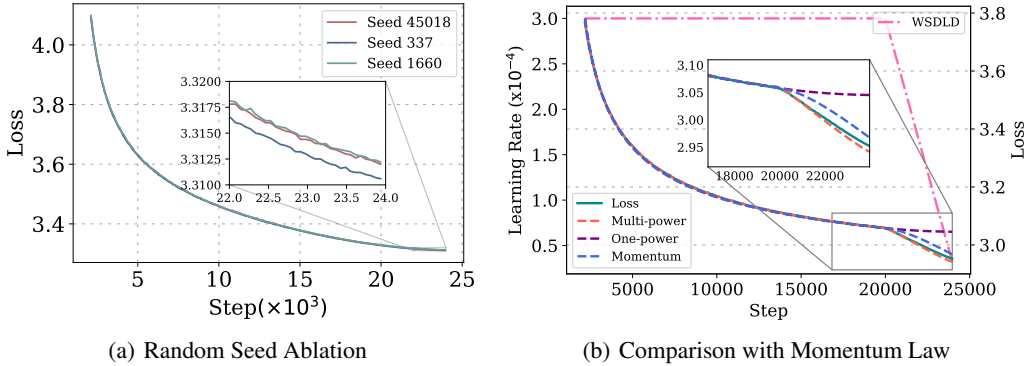 Seed 45018
Seed 337
Seed 1660
4.0
3.8
3.6
3.4
Loss
3.3200
3.3175
3.3150
3.3125
3.3100
22.0 22.5 23.0 23.5 24.0
5 10 15 20 25
Step(×10³)
(a) Random Seed Ablation
WSDLD
3.0
2.5
2.0
1.5
1.0
0.5
Learning Rate (x10⁻⁴)
3.10
3.05
3.00
2.95
18000 20000 22000
Loss
Multi-power
One-power
Momentum
3.8
3.6
3.4
3.2
3.0
Loss
5000 10000 15000 20000 25000
Step
(b) Comparison with Momentum Law